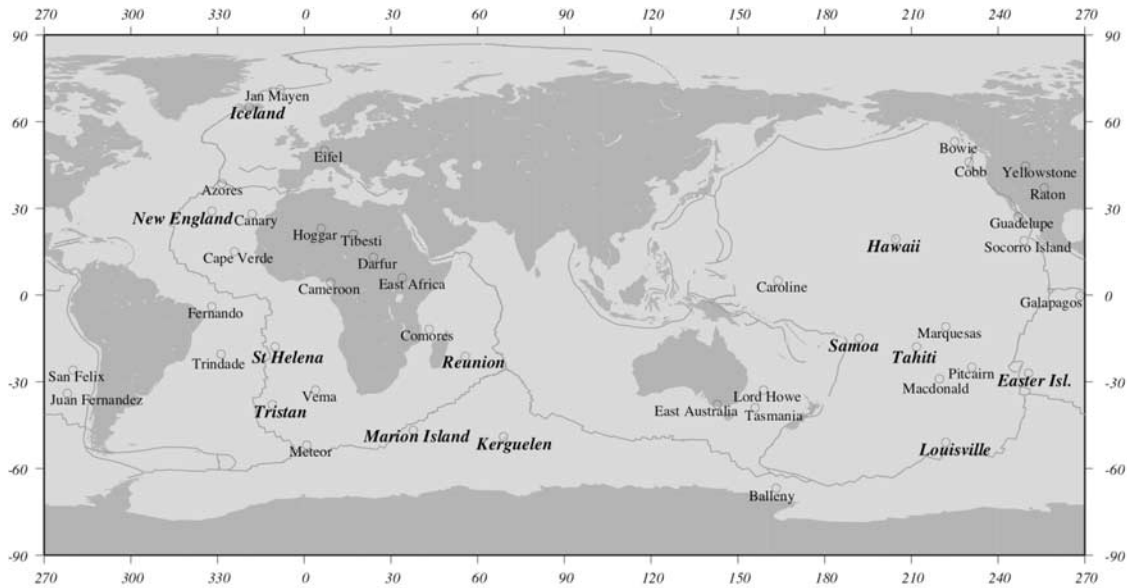 270 300 330 0 30 60 90 120 150 180 210 240 270
90 90
Jan Mayen
Iceland
60 60
Bowie
Eifel
Cobb Yellowstone
Azores Raton
30 30
New England Canary Guadelupe
Hoggar Tibesti Hawaii Socorro Island
Cape Verde Darfur
Cameroon East Africa Caroline
0 0
Galapagos
Fernando
Comores Marquesas
Samoa
Trindade St Helena Reunion Tahiti
San Felix Pitcairn
-30 -30
Macdonald Easter Isl.
Juan Fernandez Vema Lord Howe
Tristan East Australia Tasmania
Marion Island
Meteor Kerguelen Louisville
-60 -60
Balleny
-90 -90
270 300 330 0 30 60 90 120 150 180 210 240 270